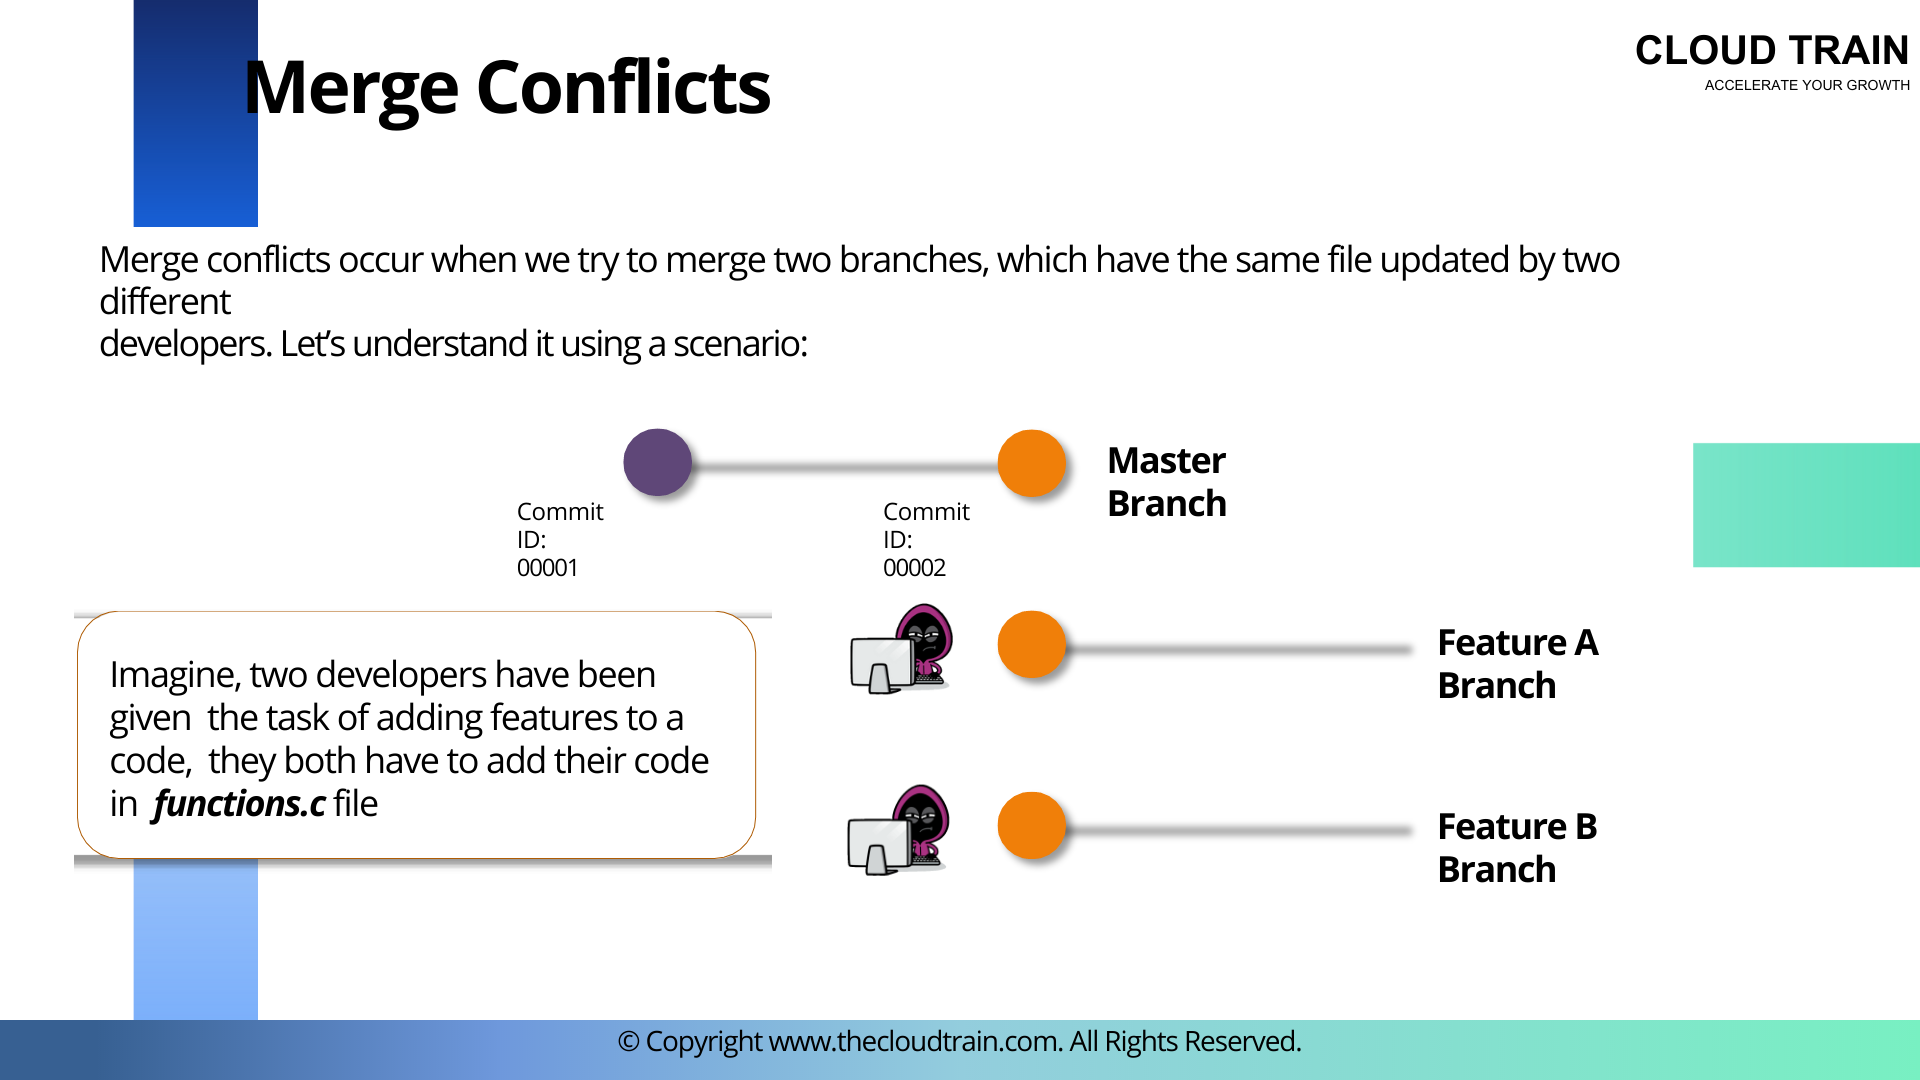 Merge Conflicts
CLOUD TRAIN
ACCELERATE YOUR GROWTH
Merge conflicts occur when we try to merge two branches, which have the same file updated by two
different
developers. Let’s understand it using a scenario:
Master
Branch
Commit
ID:
00001
Commit
ID:
00002
Imagine, two developers have been
given  the task of adding features to a
code,  they both have to add their code
in  functions.c file
Feature A
Branch
Feature B
Branch
© Copyright www.thecloudtrain.com. All Rights Reserved.